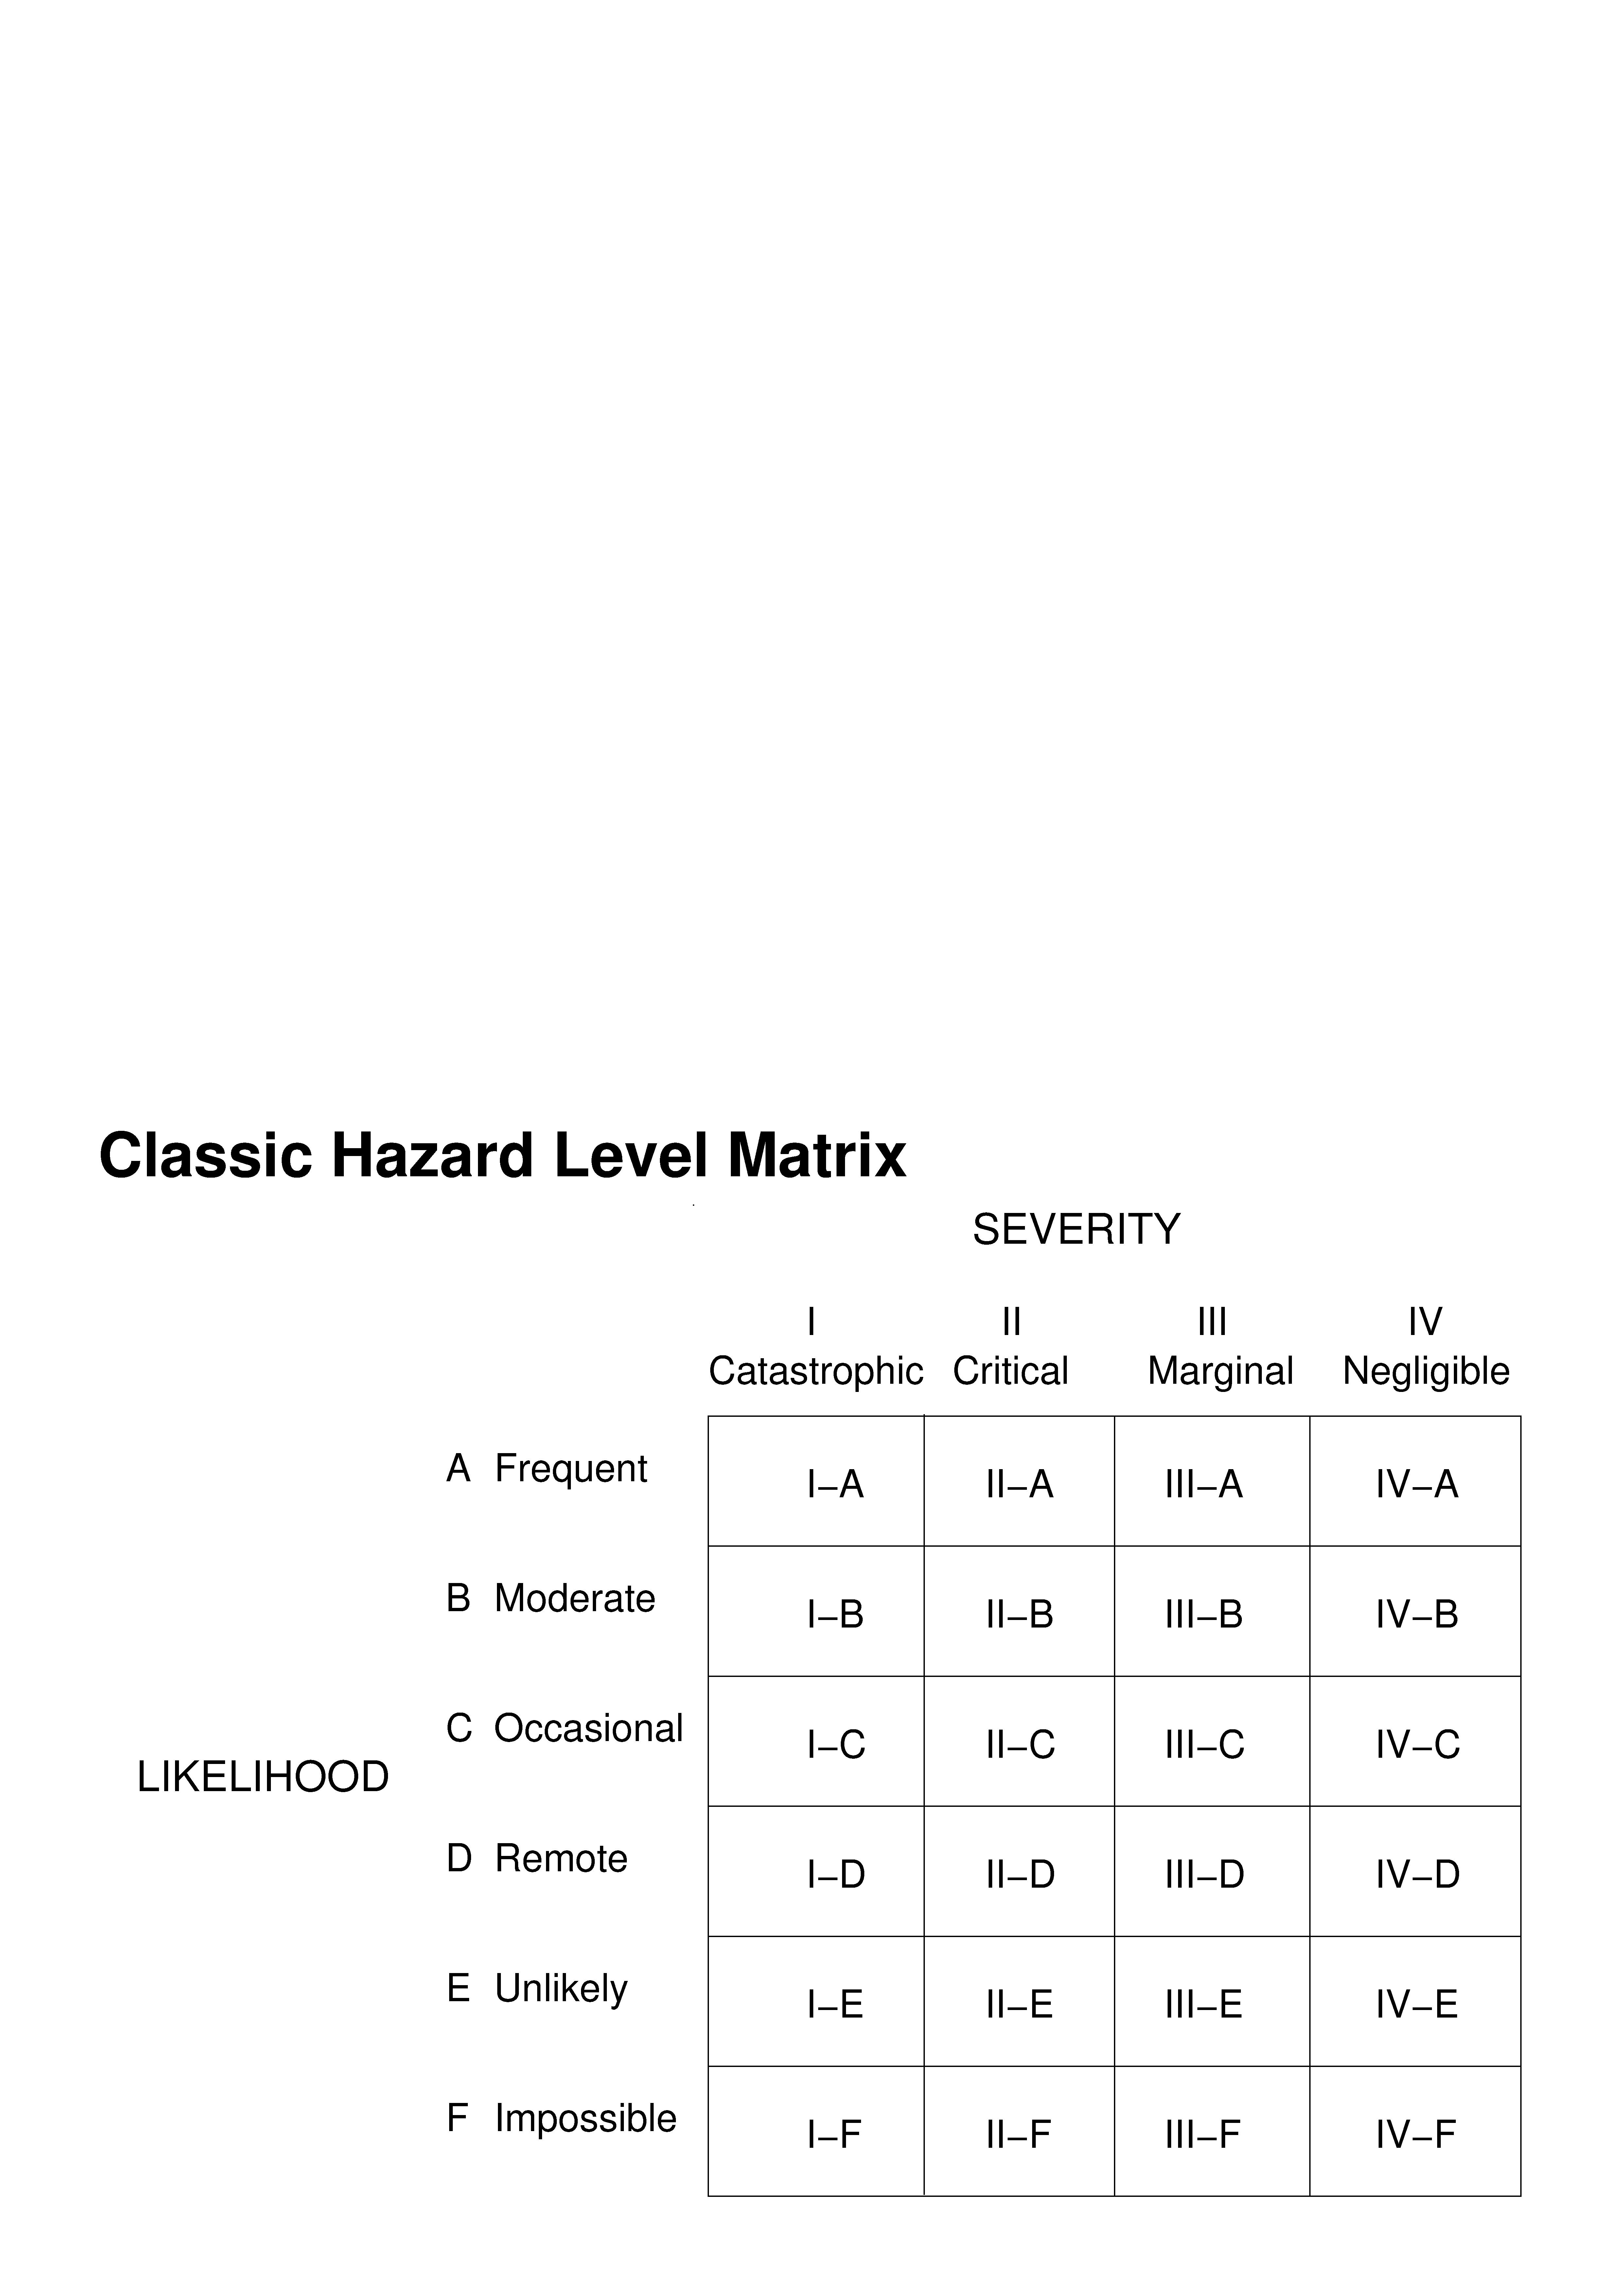 Classic Hazard Level Matrix
SEVERITY
I II III IV
Catastrophic Critical Marginal Negligible
A Frequent I–A II–A III–A IV–A
B Moderate I–B II–B III–B IV–B
C Occasional I–C II–C III–C IV–C
LIKELIHOOD
D Remote I–D II–D III–D IV–D
E Unlikely I–E II–E III–E IV–E
F Impossible I–F II–F III–F IV–F